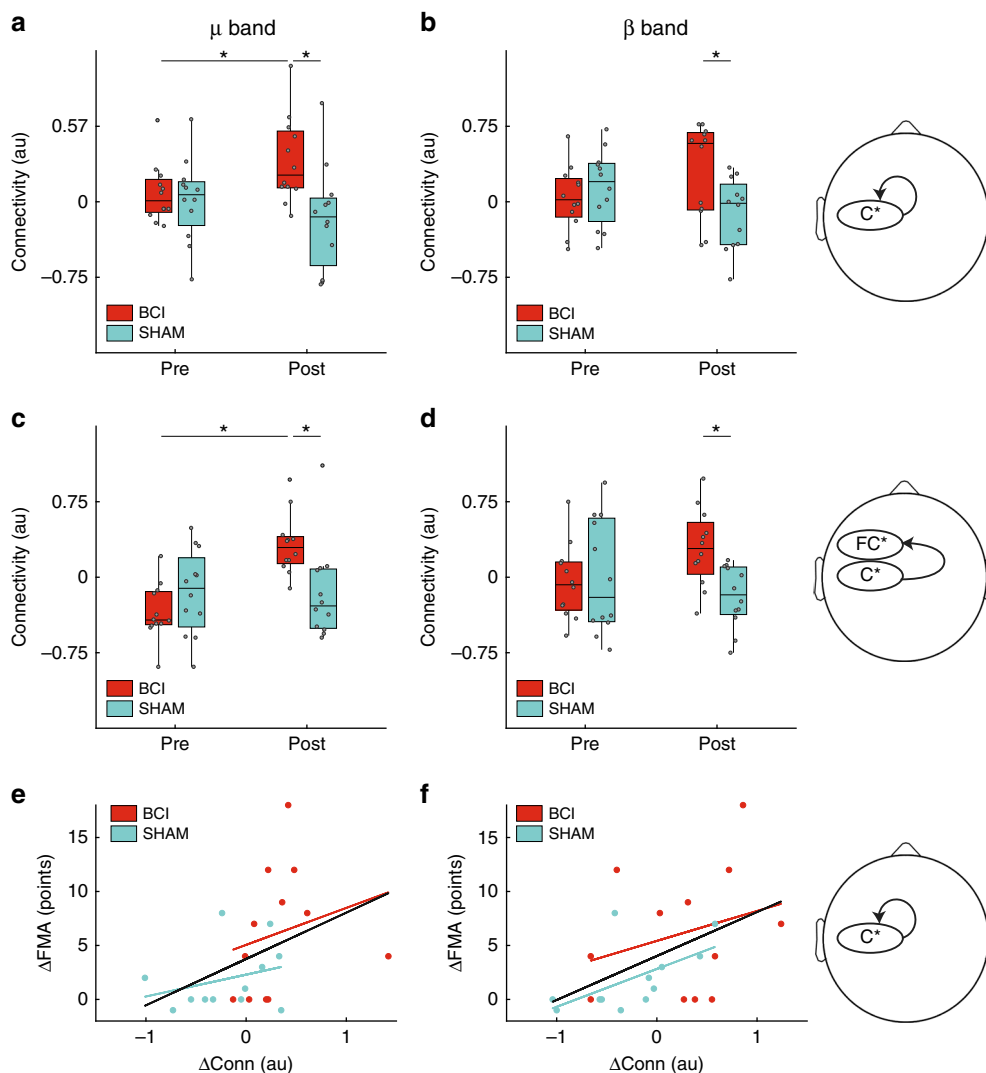 a
μ band
b
β band
*
*
*
Connectivity (au)
0.57
0
−0.75
BCI
SHAM
Pre
Post
Connectivity (au)
0.75
0
−0.75
BCI
SHAM
Pre
Post
C*
c
*
*
d
*
Connectivity (au)
0.75
0
−0.75
BCI
SHAM
Pre
Post
Connectivity (au)
0.75
0
−0.75
BCI
SHAM
Pre
Post
FC*
C*
e
BCI
SHAM
ΔFMA (points)
15
10
5
0
−1
0
1
ΔConn (au)
f
BCI
SHAM
ΔFMA (points)
15
10
5
0
−1
0
1
ΔConn (au)
C*